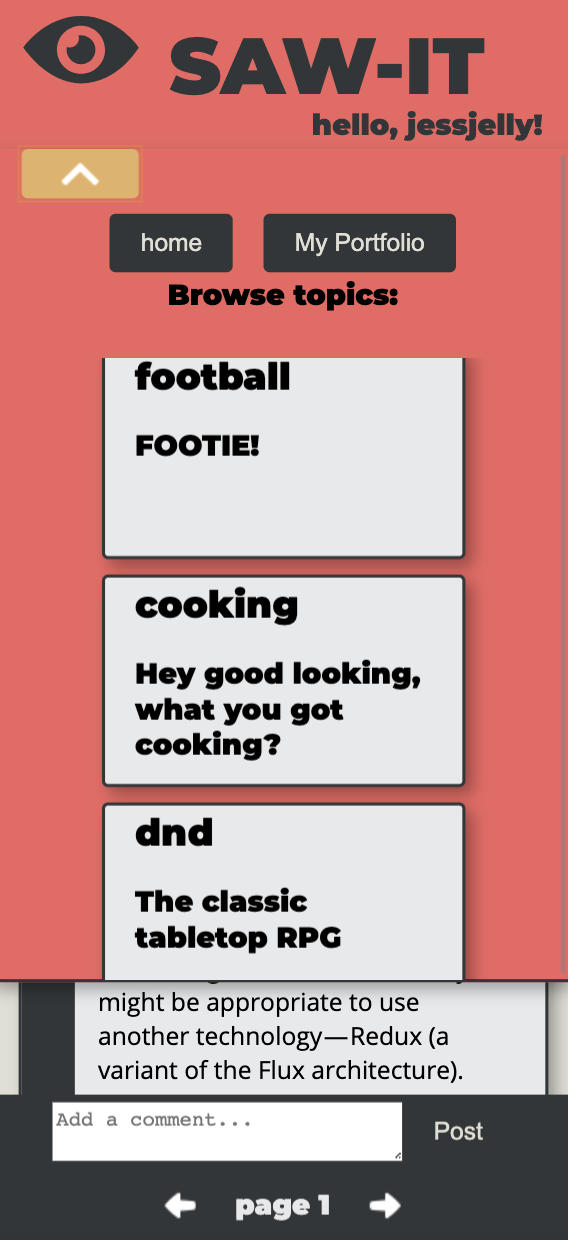 SAW-IT
hello, jessjelly!
home
My Portfolio
Browse topics:
football
FOOTIE!
cooking
Hey good looking,
what you got
cooking?
dnd
The classic
tabletop RPG
might be appropriate to use
another technology—Redux (a
variant of the Flux architecture).
Add a comment...
Post
page 1